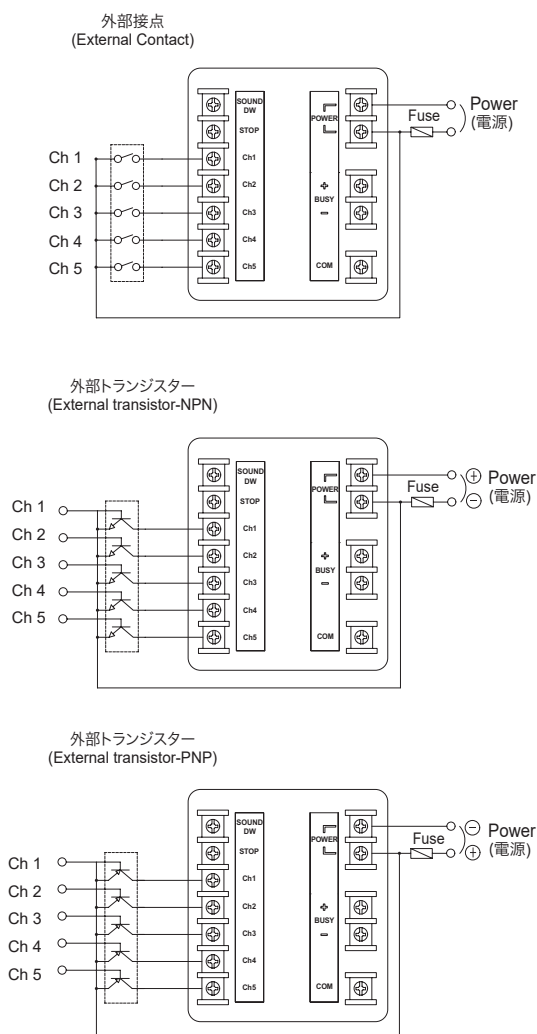 外部接点
(External Contact)
SOUND
DW
STOP
Ch1
Ch2
Ch3
Ch4
Ch5
POWER
+
BUSY
−
COM
Fuse
Power
(電源)
Ch 1
Ch 2
Ch 3
Ch 4
Ch 5
外部トランジスター
(External transistor-NPN)
SOUND
DW
STOP
Ch1
Ch2
Ch3
Ch4
Ch5
POWER
+
BUSY
−
COM
Fuse
+
−
Power
(電源)
Ch 1
Ch 2
Ch 3
Ch 4
Ch 5
外部トランジスター
(External transistor-PNP)
SOUND
DW
STOP
Ch1
Ch2
Ch3
Ch4
Ch5
POWER
+
BUSY
−
COM
Fuse
−
+
Power
(電源)
Ch 1
Ch 2
Ch 3
Ch 4
Ch 5